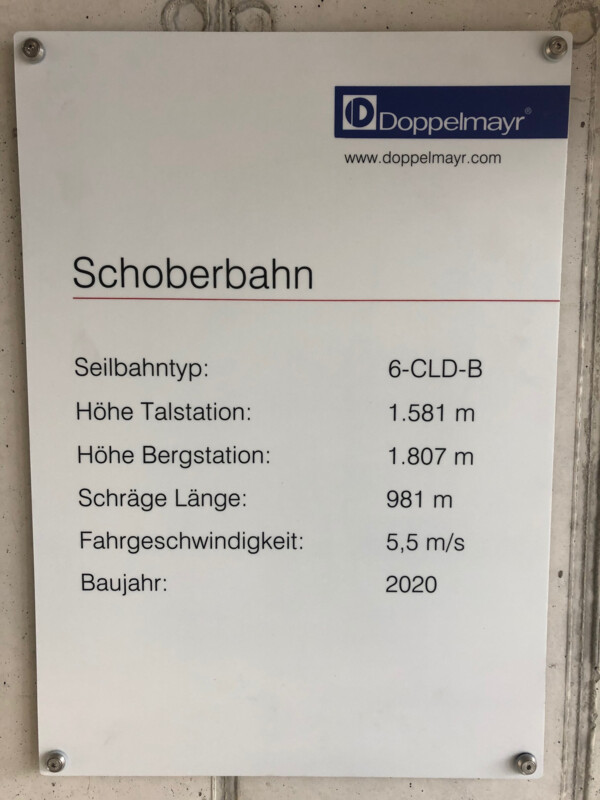 Doppelmayr®
www.doppelmayr.com
Schoberbahn
Seilbahntyp: 6-CLD-B
Höhe Talstation: 1.581 m
Höhe Bergstation: 1.807 m
Schräge Länge: 981 m
Fahrgeschwindigkeit: 5,5 m/s
Baujahr: 2020